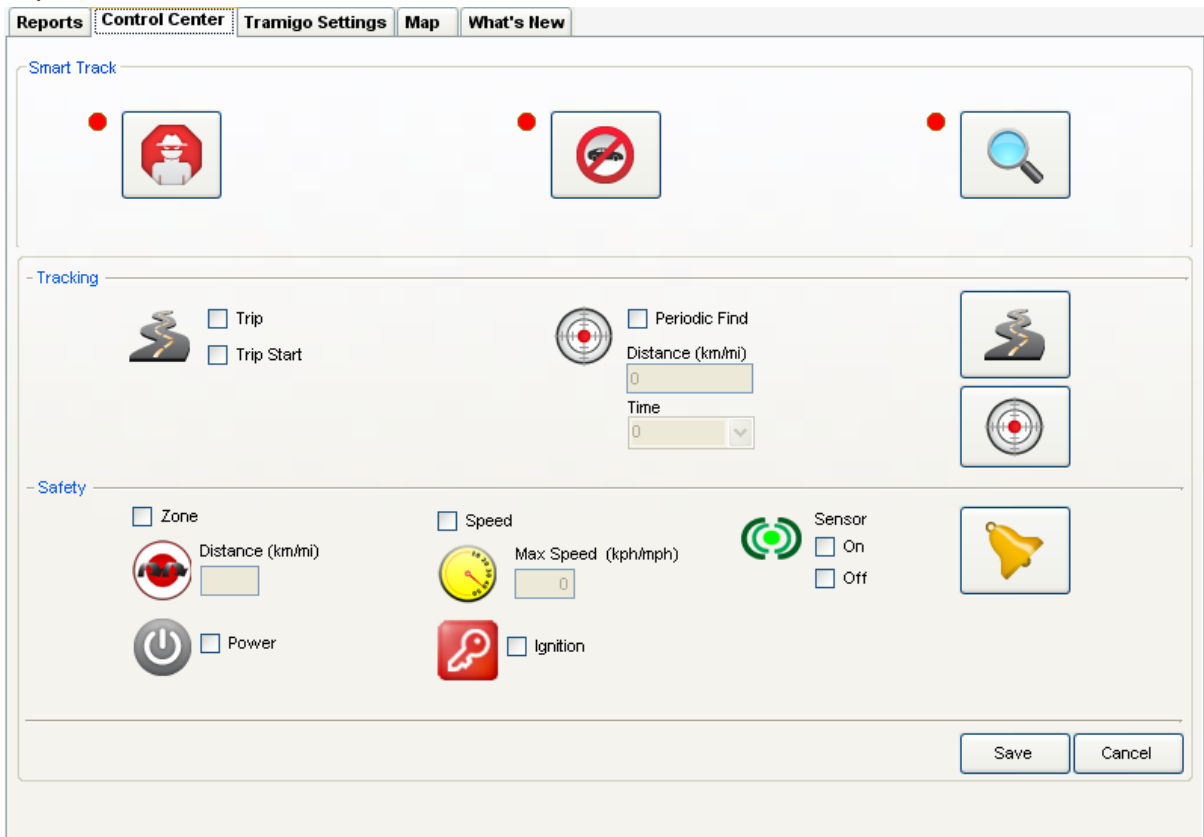 Reports Control Center Tramigo Settings Map What's New
Smart Track
Tracking
Trip
Trip Start
Periodic Find
Distance (km/mi)
0
Time
0
Safety
Zone
Distance (km/mi)
Speed
Max Speed (kph/mph)
0
Sensor
On
Off
Power
Ignition
Save Cancel